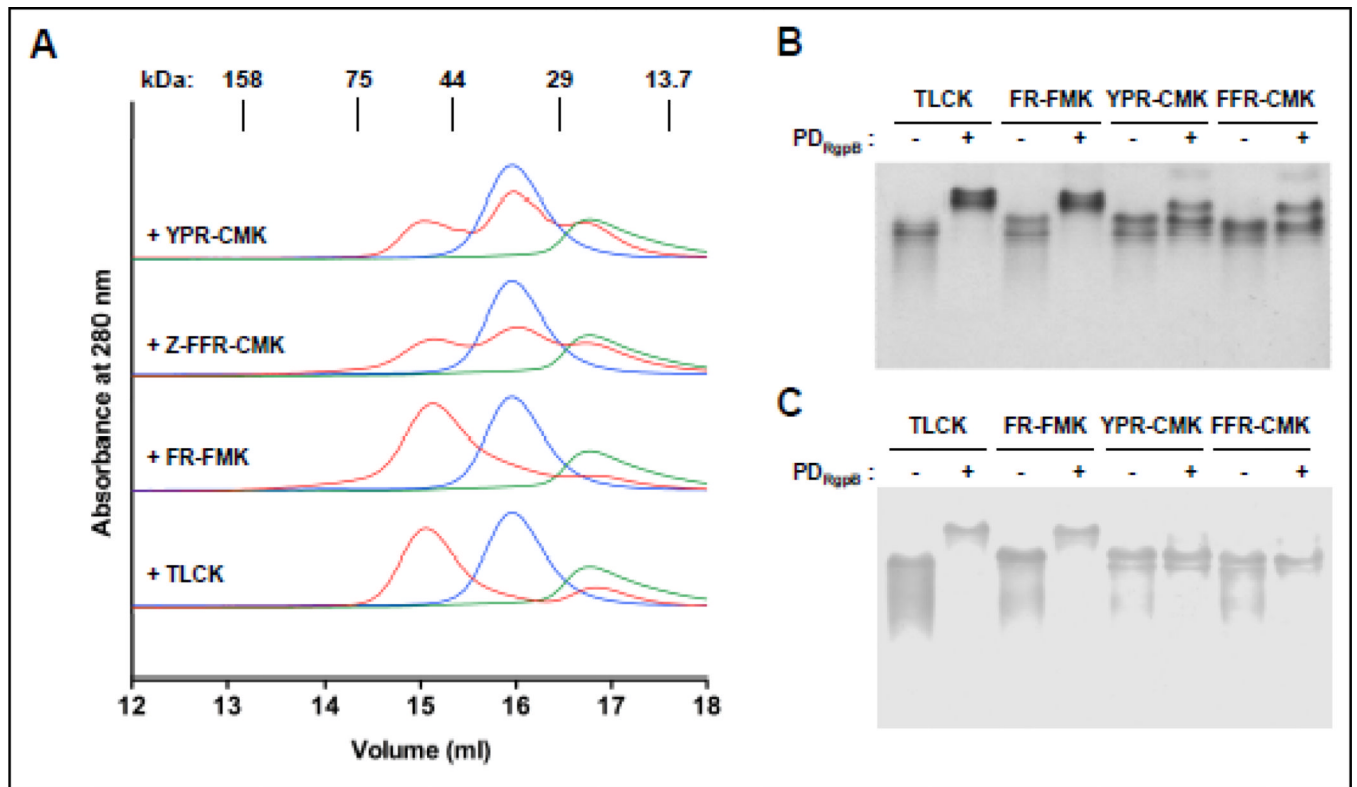 A
kDa: 158 75 44 29 13.7
+ YPR-CMK
+ Z-FFR-CMK
+ FR-FMK
+ TLCK
Absorbance at 280 nm
12 13 14 15 16 17 18
Volume (ml)
B
TLCK FR-FMK YPR-CMK FFR-CMK
PDRgpB : - + - + - + - +
C
TLCK FR-FMK YPR-CMK FFR-CMK
PDRgpB : - + - + - + - +